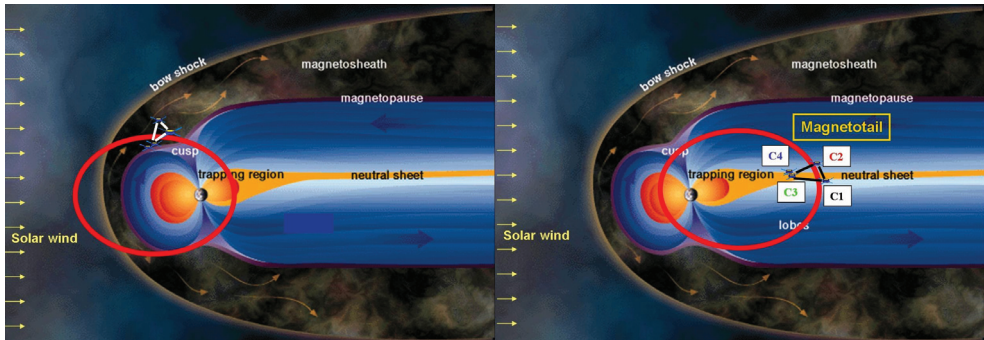 bow shock
magnetosheath
magnetopause
cusp
trapping region
neutral sheet
Solar wind
bow shock
magnetosheath
magnetopause
Magnetotail
cusp
C4
C2
trapping region
neutral sheet
C3
C1
lobes
Solar wind